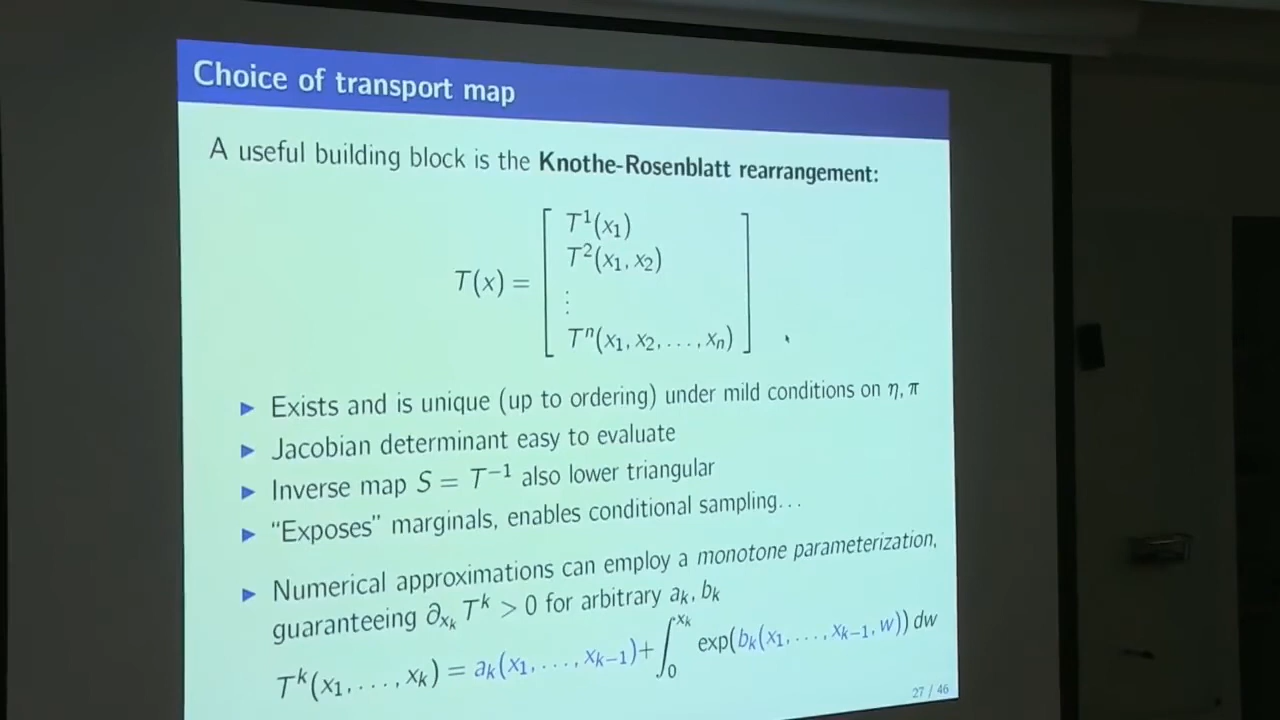 Choice of transport map
A useful building block is the Knothe-Rosenblatt rearrangement:
T(x) = [ T¹(x₁)
T²(x₁, x₂)
⋮
Tⁿ(x₁, x₂, . . . , xₙ) ]
▶ Exists and is unique (up to ordering) under mild conditions on η, π
▶ Jacobian determinant easy to evaluate
▶ Inverse map S = T⁻¹ also lower triangular
▶ “Exposes” marginals, enables conditional sampling. . .
▶ Numerical approximations can employ a monotone parameterization,
guaranteeing ∂ₓₖ Tᵏ > 0 for arbitrary aₖ, bₖ
Tᵏ(x₁, . . . , xₖ) = aₖ(x₁, . . . , xₖ₋₁) + ∫₀^xₖ exp(bₖ(x₁, . . . , xₖ₋₁, w)) dw
27 / 46